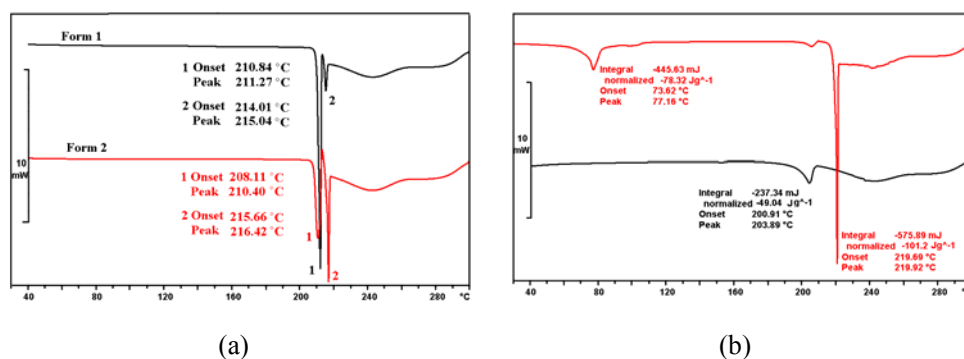 Form 1
1 Onset 210.84 °C
Peak 211.27 °C
2 Onset 214.01 °C
Peak 215.04 °C
2
Form 2
10
mW
1 Onset 208.11 °C
Peak 210.40 °C
2 Onset 215.66 °C
Peak 216.42 °C
1
1
2
40 80 120 160 200 240 280 °C
(a)
Integral -445.63 mJ
normalized -78.32 Jg^-1
Onset 73.62 °C
Peak 77.16 °C
10
mW
Integral -237.34 mJ
normalized -49.04 Jg^-1
Onset 200.91 °C
Peak 203.89 °C
Integral -575.89 mJ
normalized -101.2 Jg^-1
Onset 219.69 °C
Peak 219.92 °C
40 80 120 160 200 240 280 °C
(b)